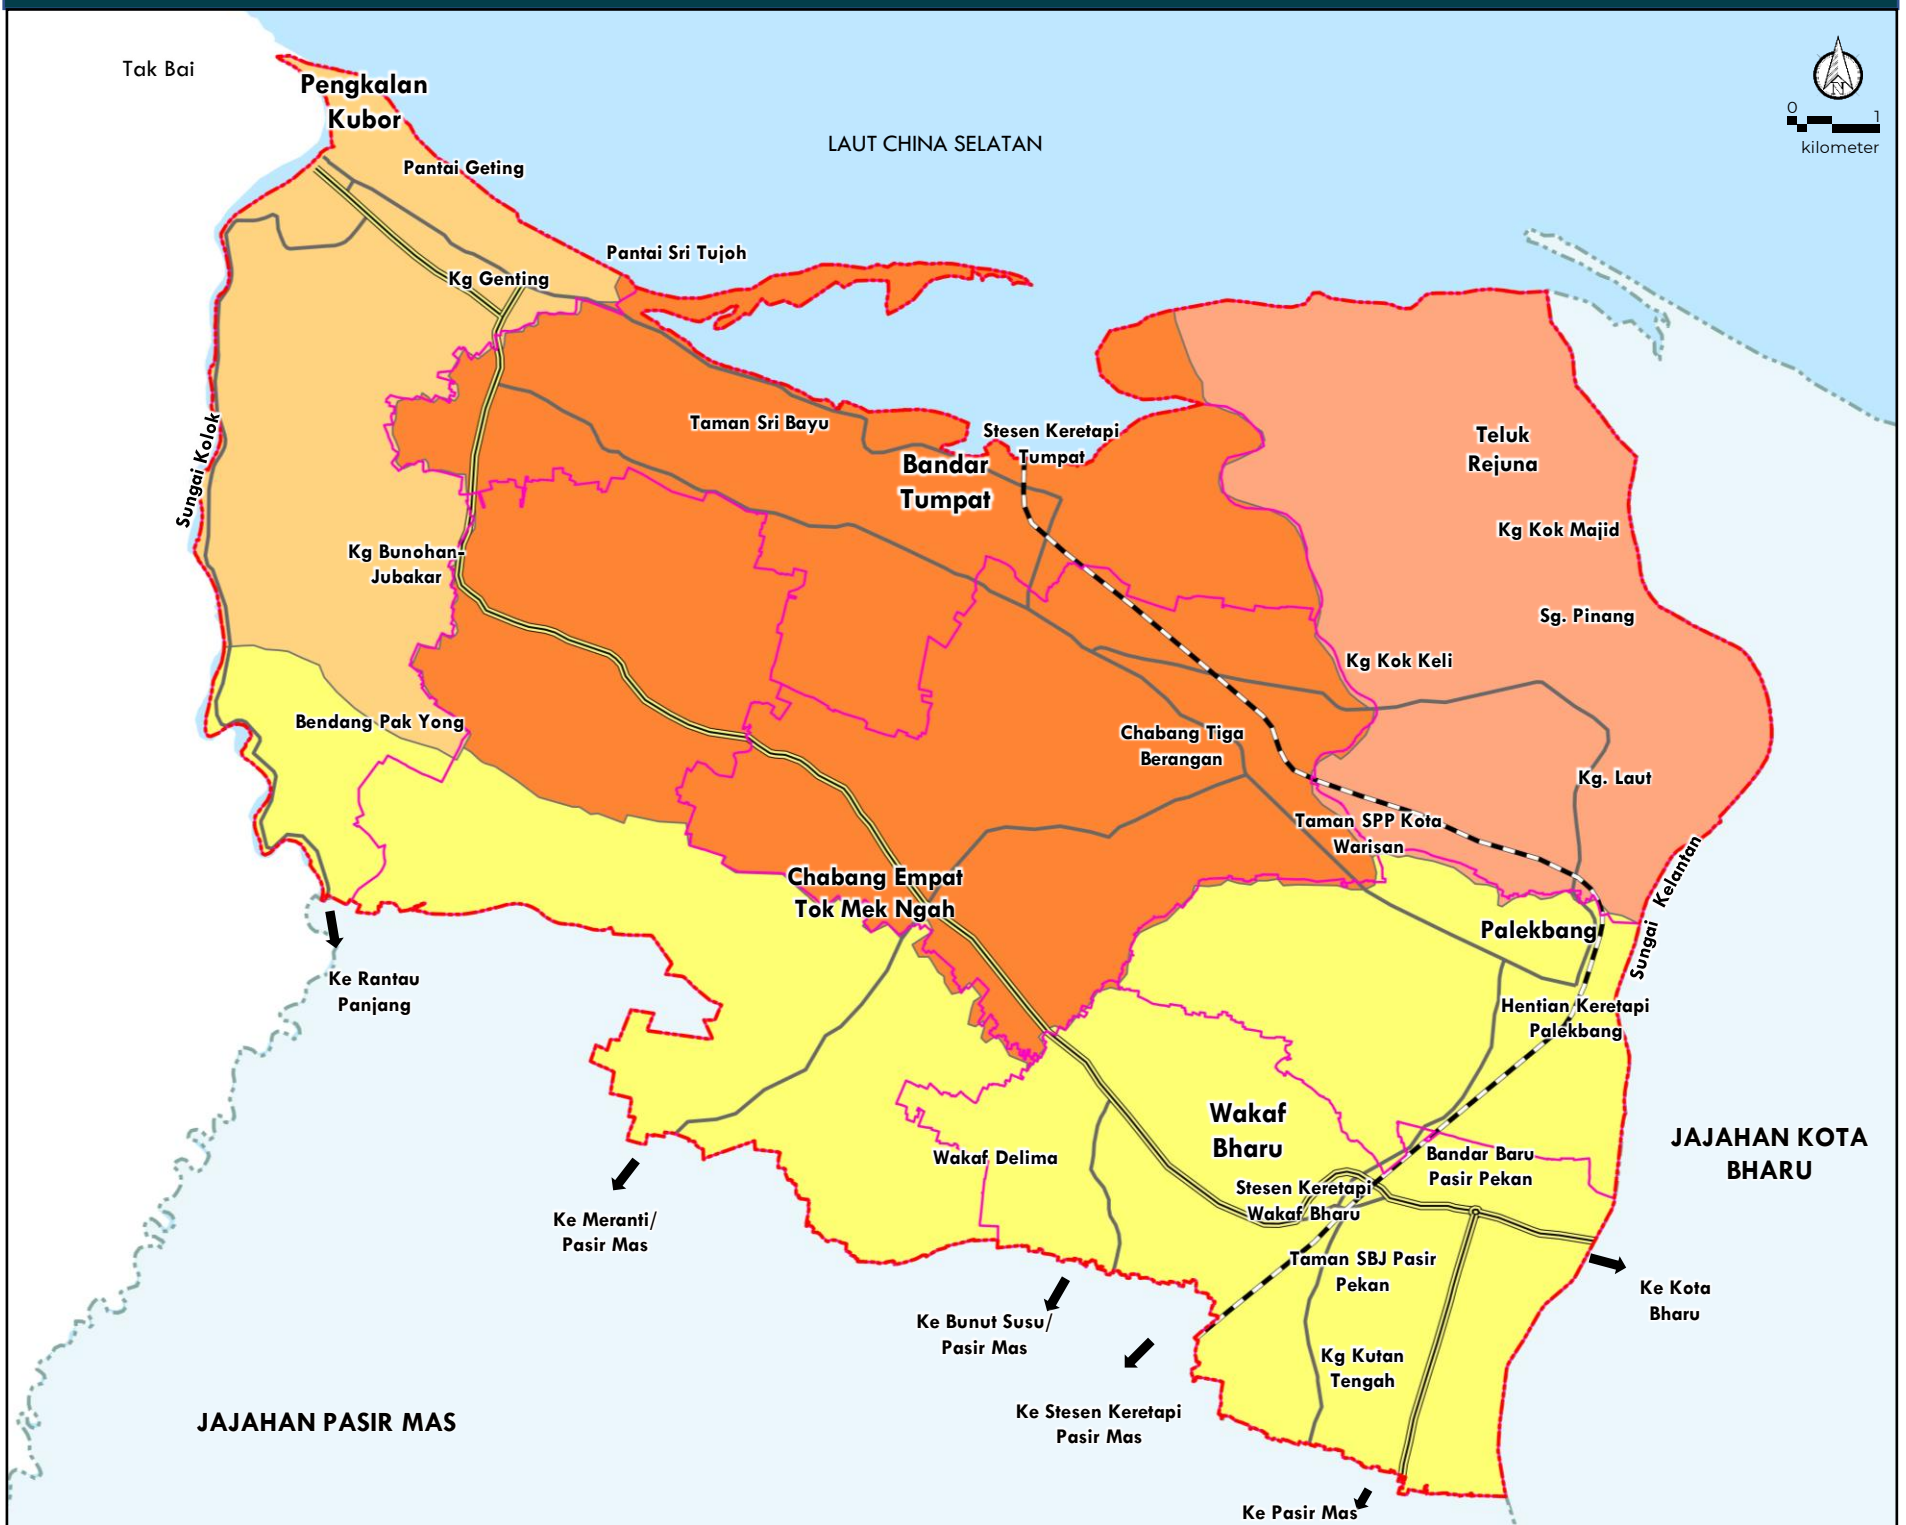 Tak Bai
Pengkalan
Kubor
N
0 1
kilometer
LAUT CHINA SELATAN
Pantai Geting
Pantai Sri Tujoh
Kg Genting
Taman Sri Bayu
Stesen Keretapi
Tumpat
Bandar
Tumpat
Teluk
Rejuna
Sungai Kolok
Kg Kok Majid
Kg Bunohan-
Jubakar
Sg. Pinang
Kg Kok Keli
Bendang Pak Yong
Chabang Tiga
Berangan
Kg. Laut
Taman SPP Kota
Warisan
Chabang Empat
Tok Mek Ngah
Sungai Kelantan
Palekbang
Ke Rantau
Panjang
Hentian Keretapi
Palekbang
Wakaf
Bharu
JAJAHAN KOTA
BHARU
Wakaf Delima
Bandar Baru
Pasir Pekan
Stesen Keretapi
Wakaf Bharu
Ke Meranti/
Pasir Mas
Taman SBJ Pasir
Pekan
Ke Kota
Bharu
Ke Bunut Susu/
Pasir Mas
Kg Kutan
Tengah
Ke Stesen Keretapi
Pasir Mas
JAJAHAN PASIR MAS
Ke Pasir Mas